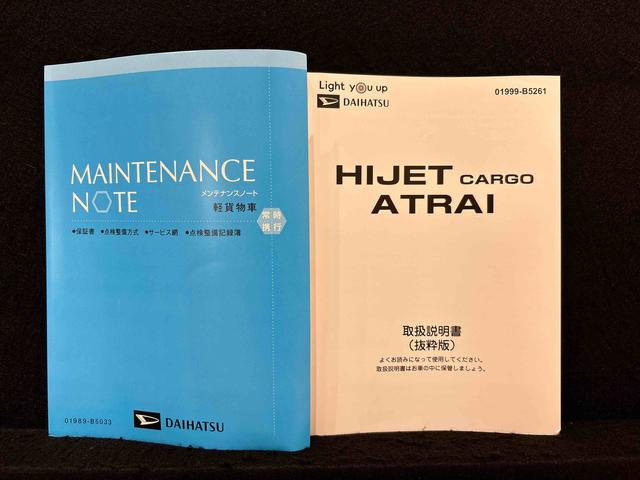 MAINTENANCE
NOTE
メンテナンスノート
軽貨物車
常時
携行
●保証書 ●点検整備方式 ●サービス網 ●点検整備記録簿
01989-B5033
DAIHATSU
Light you up
DAIHATSU
01999-B5261
HIJET CARGO
ATRAI
取扱説明書
（抜粋版）
よくお読みになって使用してください。
取扱説明書はお車の中に保管しましょう。